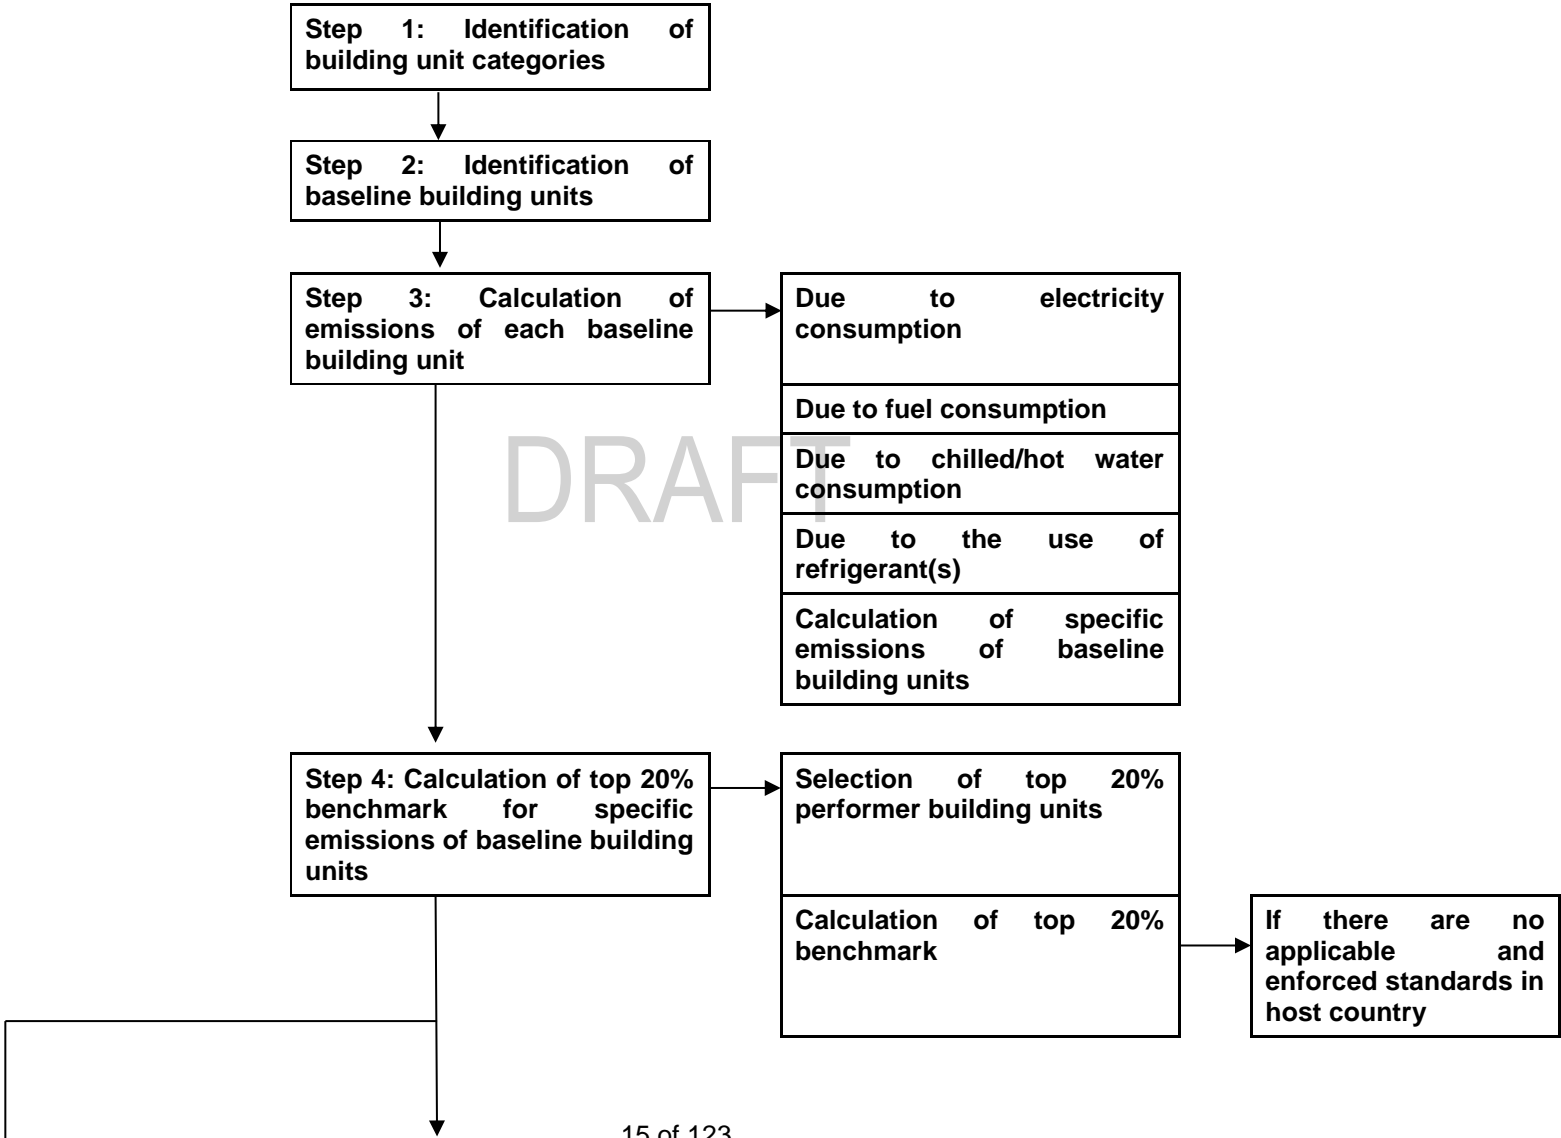 Step 1: Identification of
building unit categories
Step 2: Identification of
baseline building units
Step 3: Calculation of
emissions of each baseline
building unit
Due to electricity
consumption
Due to fuel consumption
Due to chilled/hot water
consumption
Due to the use of
refrigerant(s)
Calculation of specific
emissions of baseline
building units
DRAFT
Step 4: Calculation of top 20%
benchmark for specific
emissions of baseline building
units
Selection of top 20%
performer building units
Calculation of top 20%
benchmark
If there are no
applicable and
enforced standards in
host country
15 of 123